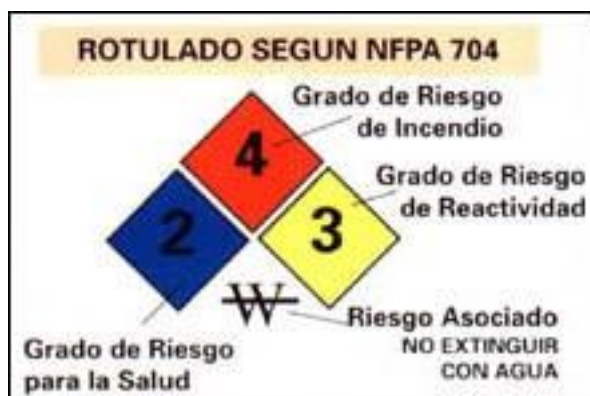 ROTULADO SEGUN NFPA 704
Grado de Riesgo
de Incendio
4
Grado de Riesgo
de Reactividad
2
3
W
Riesgo Asociado
NO EXTINGUIR
CON AGUA
Grado de Riesgo
para la Salud